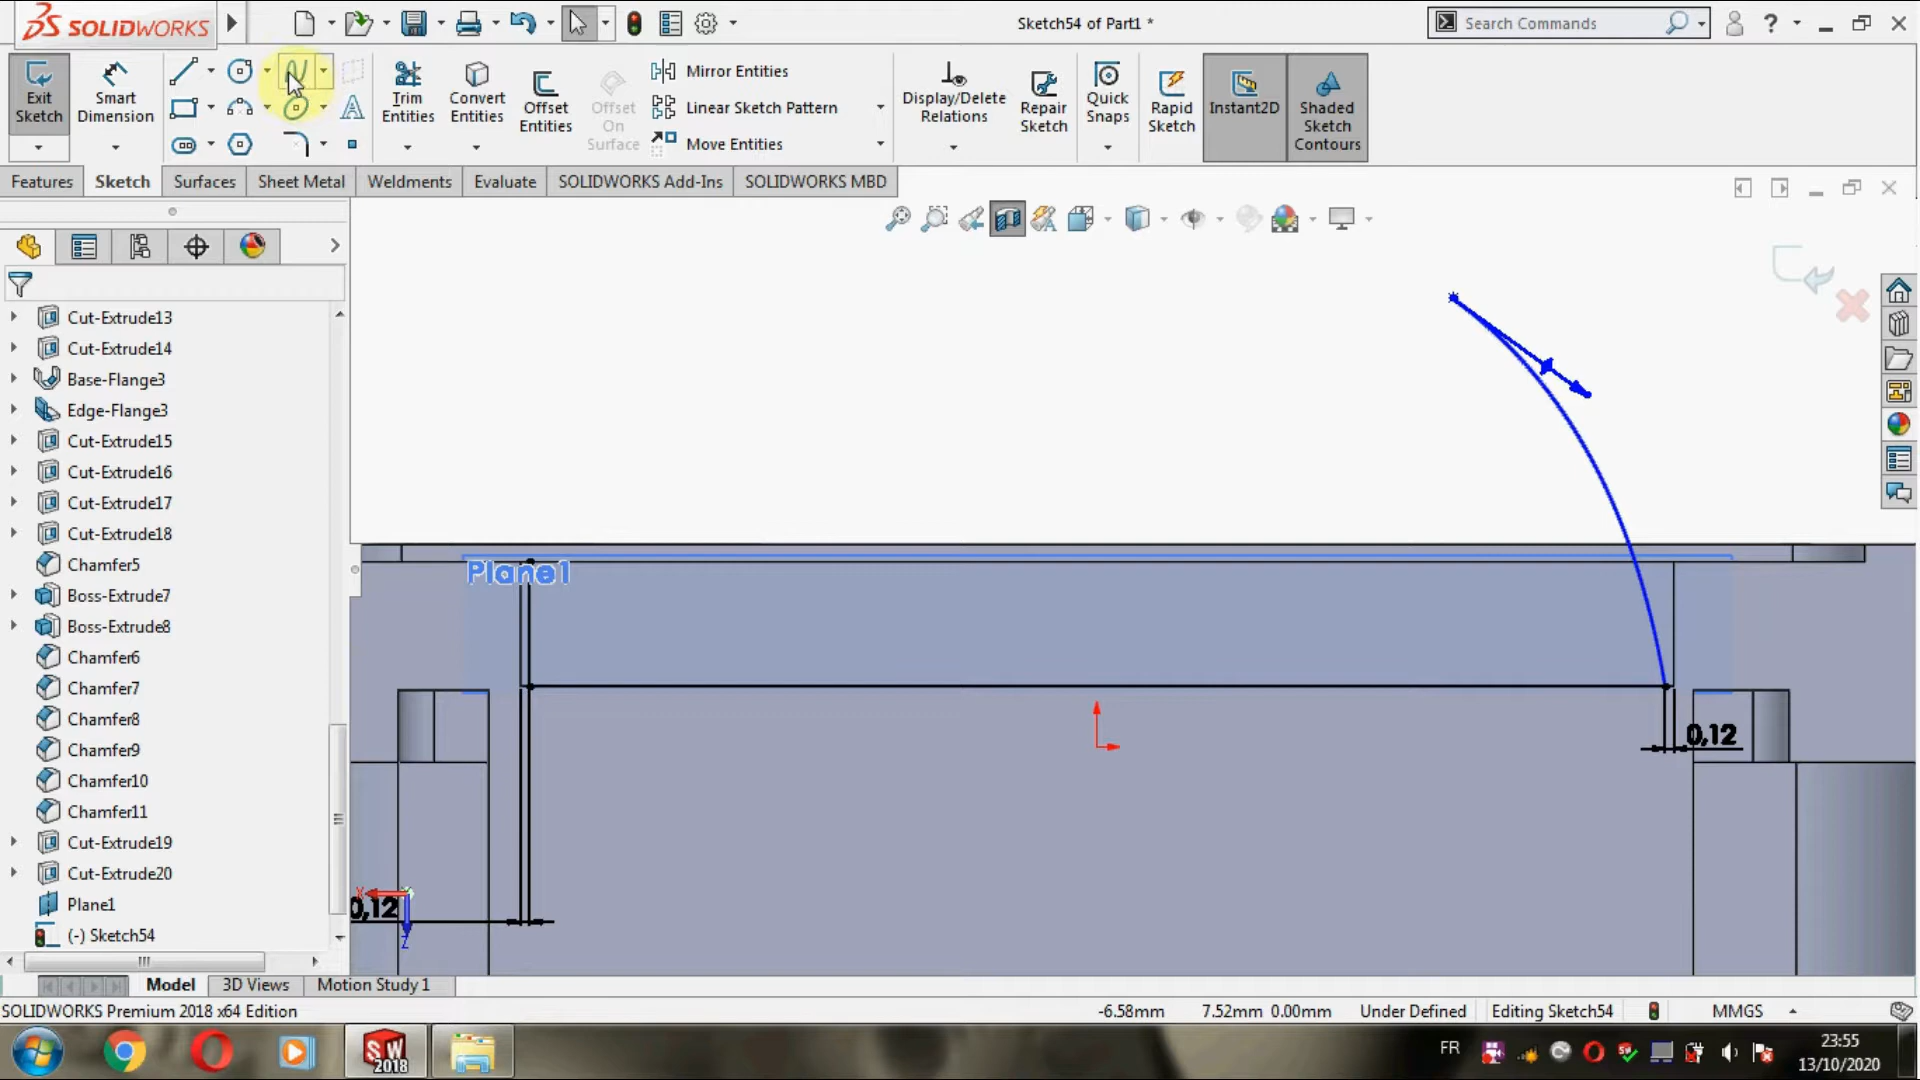 SOLIDWORKS
Sketch54 of Part1 *
Search Commands
Exit Sketch
Smart Dimension
Trim Entities
Convert Entities
Offset Entities
Offset On Surface
Mirror Entities
Linear Sketch Pattern
Move Entities
Display/Delete Relations
Repair Sketch
Quick Snaps
Rapid Sketch
Instant2D
Shaded Sketch Contours
Features
Sketch
Surfaces
Sheet Metal
Weldments
Evaluate
SOLIDWORKS Add-Ins
SOLIDWORKS MBD
Cut-Extrude13
Cut-Extrude14
Base-Flange3
Edge-Flange3
Cut-Extrude15
Cut-Extrude16
Cut-Extrude17
Cut-Extrude18
Chamfer5
Boss-Extrude7
Boss-Extrude8
Chamfer6
Chamfer7
Chamfer8
Chamfer9
Chamfer10
Chamfer11
Cut-Extrude19
Cut-Extrude20
Plane1
(-) Sketch54
Plane1
0,12
0,12
X
Z
Model
3D Views
Motion Study 1
SOLIDWORKS Premium 2018 x64 Edition
-6.58mm
7.52mm
0.00mm
Under Defined
Editing Sketch54
MMGS
SW
2018
FR
23:55
13/10/2020